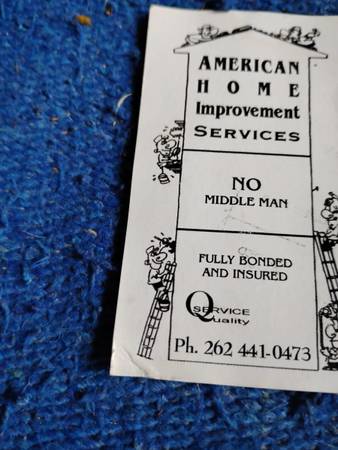 AMERICAN
HOME
Improvement
SERVICES
NO
MIDDLE MAN
FULLY BONDED
AND INSURED
SERVICE
Quality
Ph. 262 441-0473